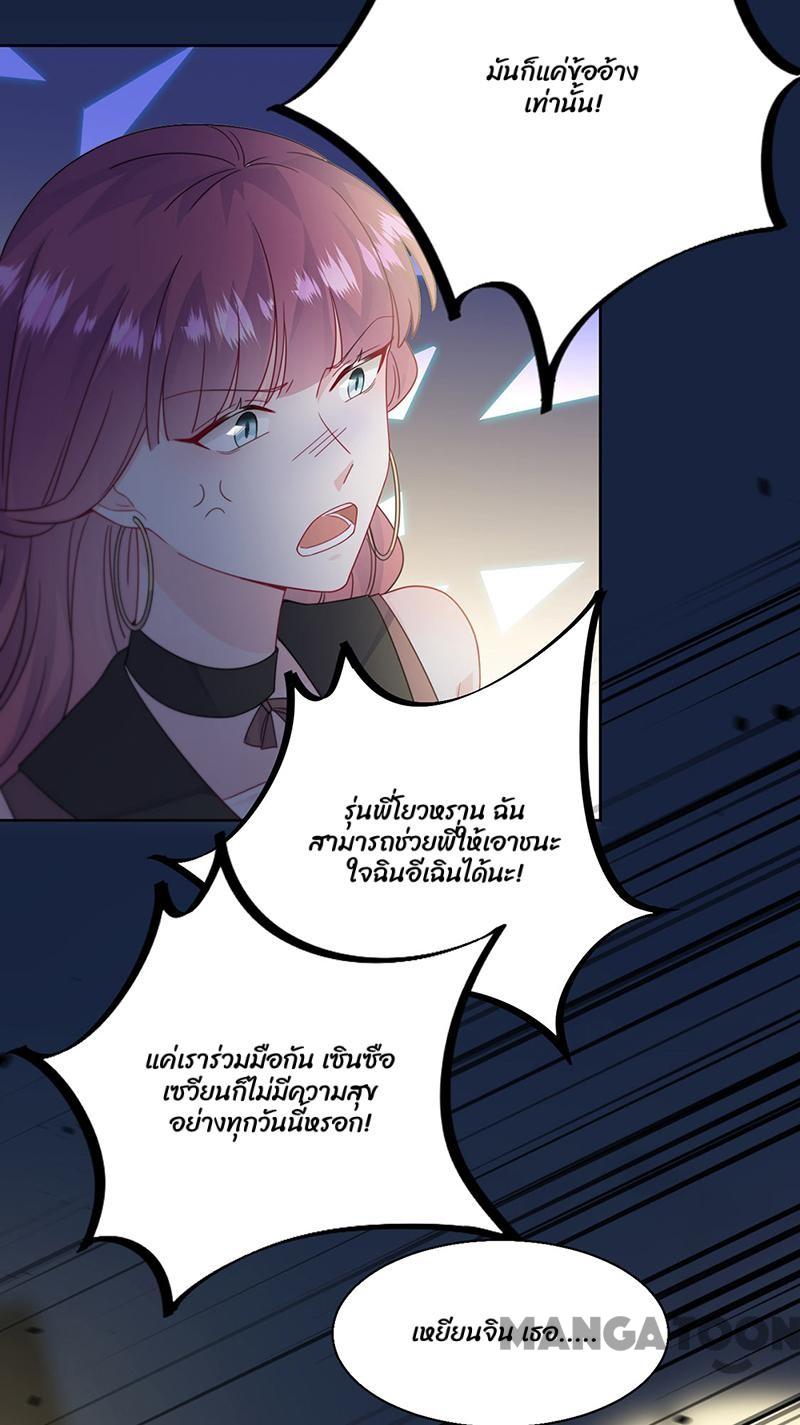 มันก็แค่ข้ออ้าง
เท่านั้น!
รุ่นพี่โยวหราน ฉัน
สามารถช่วยพี่ให้เอาชนะ
ใจฉินอีเฉินได้นะ!
แค่เราร่วมมือกัน เซินซือ
เซวียนก็ไม่มีความสุข
อย่างทุกวันนี้หรอก!
เหยียนจิน เธอ.....
MANGATOON